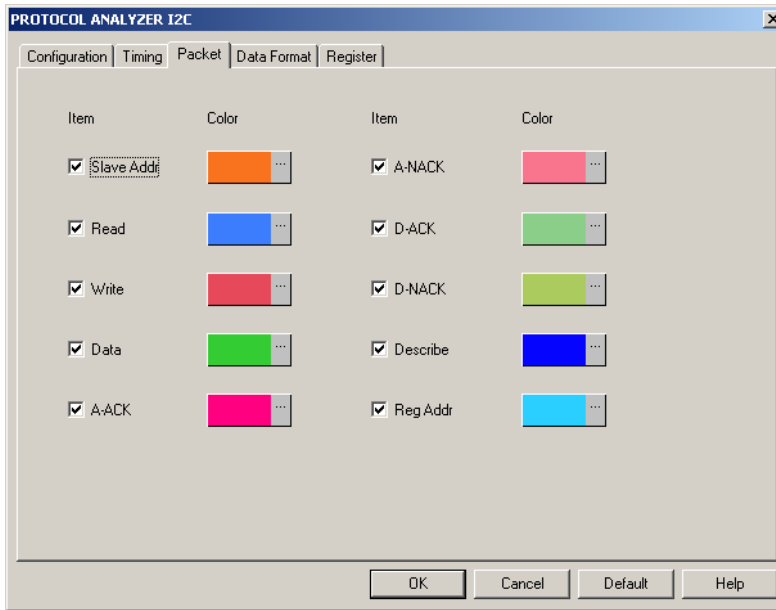 PROTOCOL ANALYZER I2C
Configuration Timing Packet Data Format Register
Item Color Item Color
Slave Addr ... A-NACK ...
Read ... D-ACK ...
Write ... D-NACK ...
Data ... Describe ...
A-ACK ... Reg Addr ...
OK Cancel Default Help